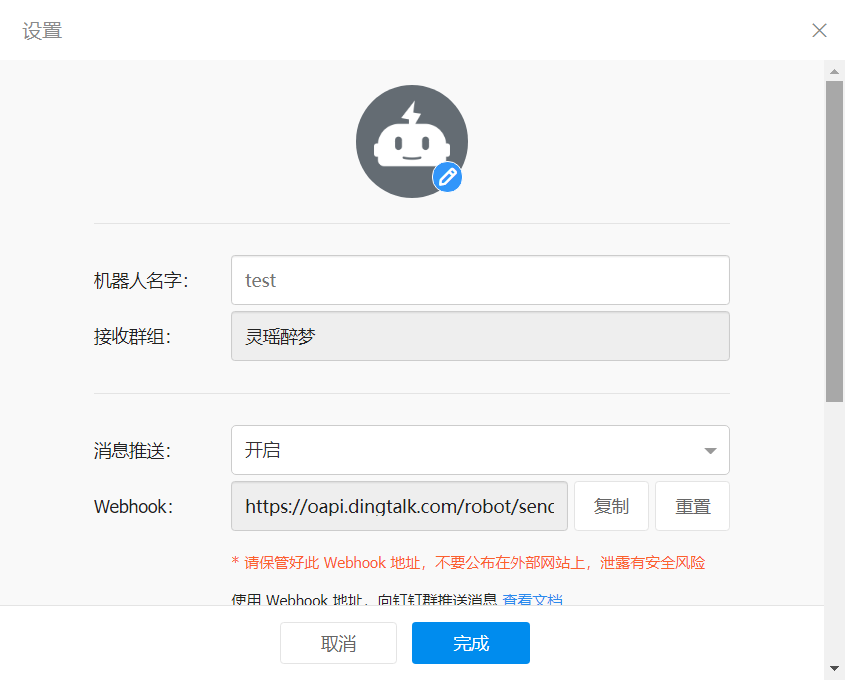 设置
机器人名字：
test
接收群组：
灵瑶醉梦
消息推送：
开启
Webhook：
https://oapi.dingtalk.com/robot/senc
复制
重置
* 请保管好此 Webhook 地址，不要公布在外部网站上，泄露有安全风险
使用 Webhook 地址，向钉钉群推送消息 查看文档
取消
完成